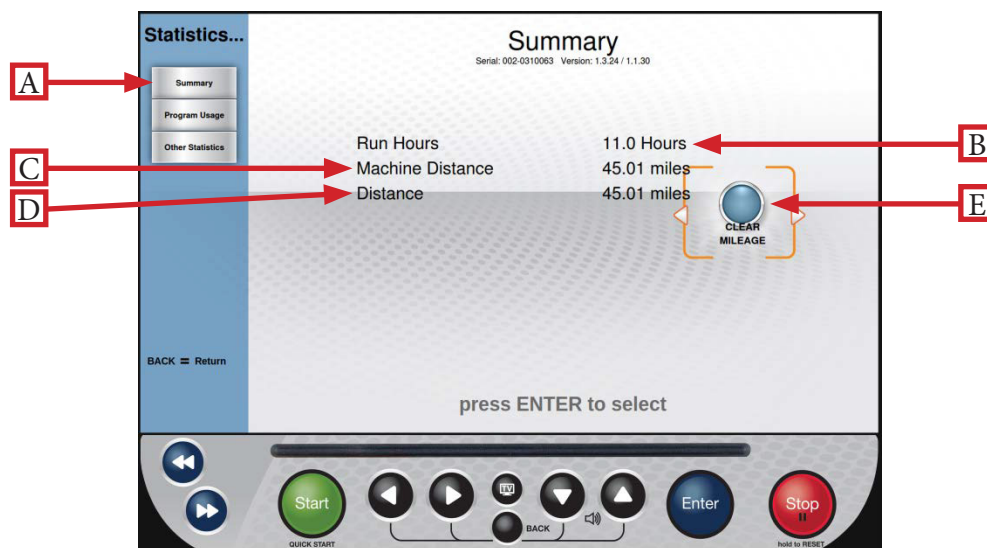 Statistics...
Summary
Serial: 002-0310063 Version: 1.3.24 / 1.1.30
A
Summary
Program Usage
Other Statistics
Run Hours 11.0 Hours
B
C
Machine Distance 45.01 miles
D
Distance 45.01 miles
E
CLEAR
MILEAGE
BACK = Return
press ENTER to select
Start
QUICK START
TV
BACK
Enter
Stop
hold to RESET